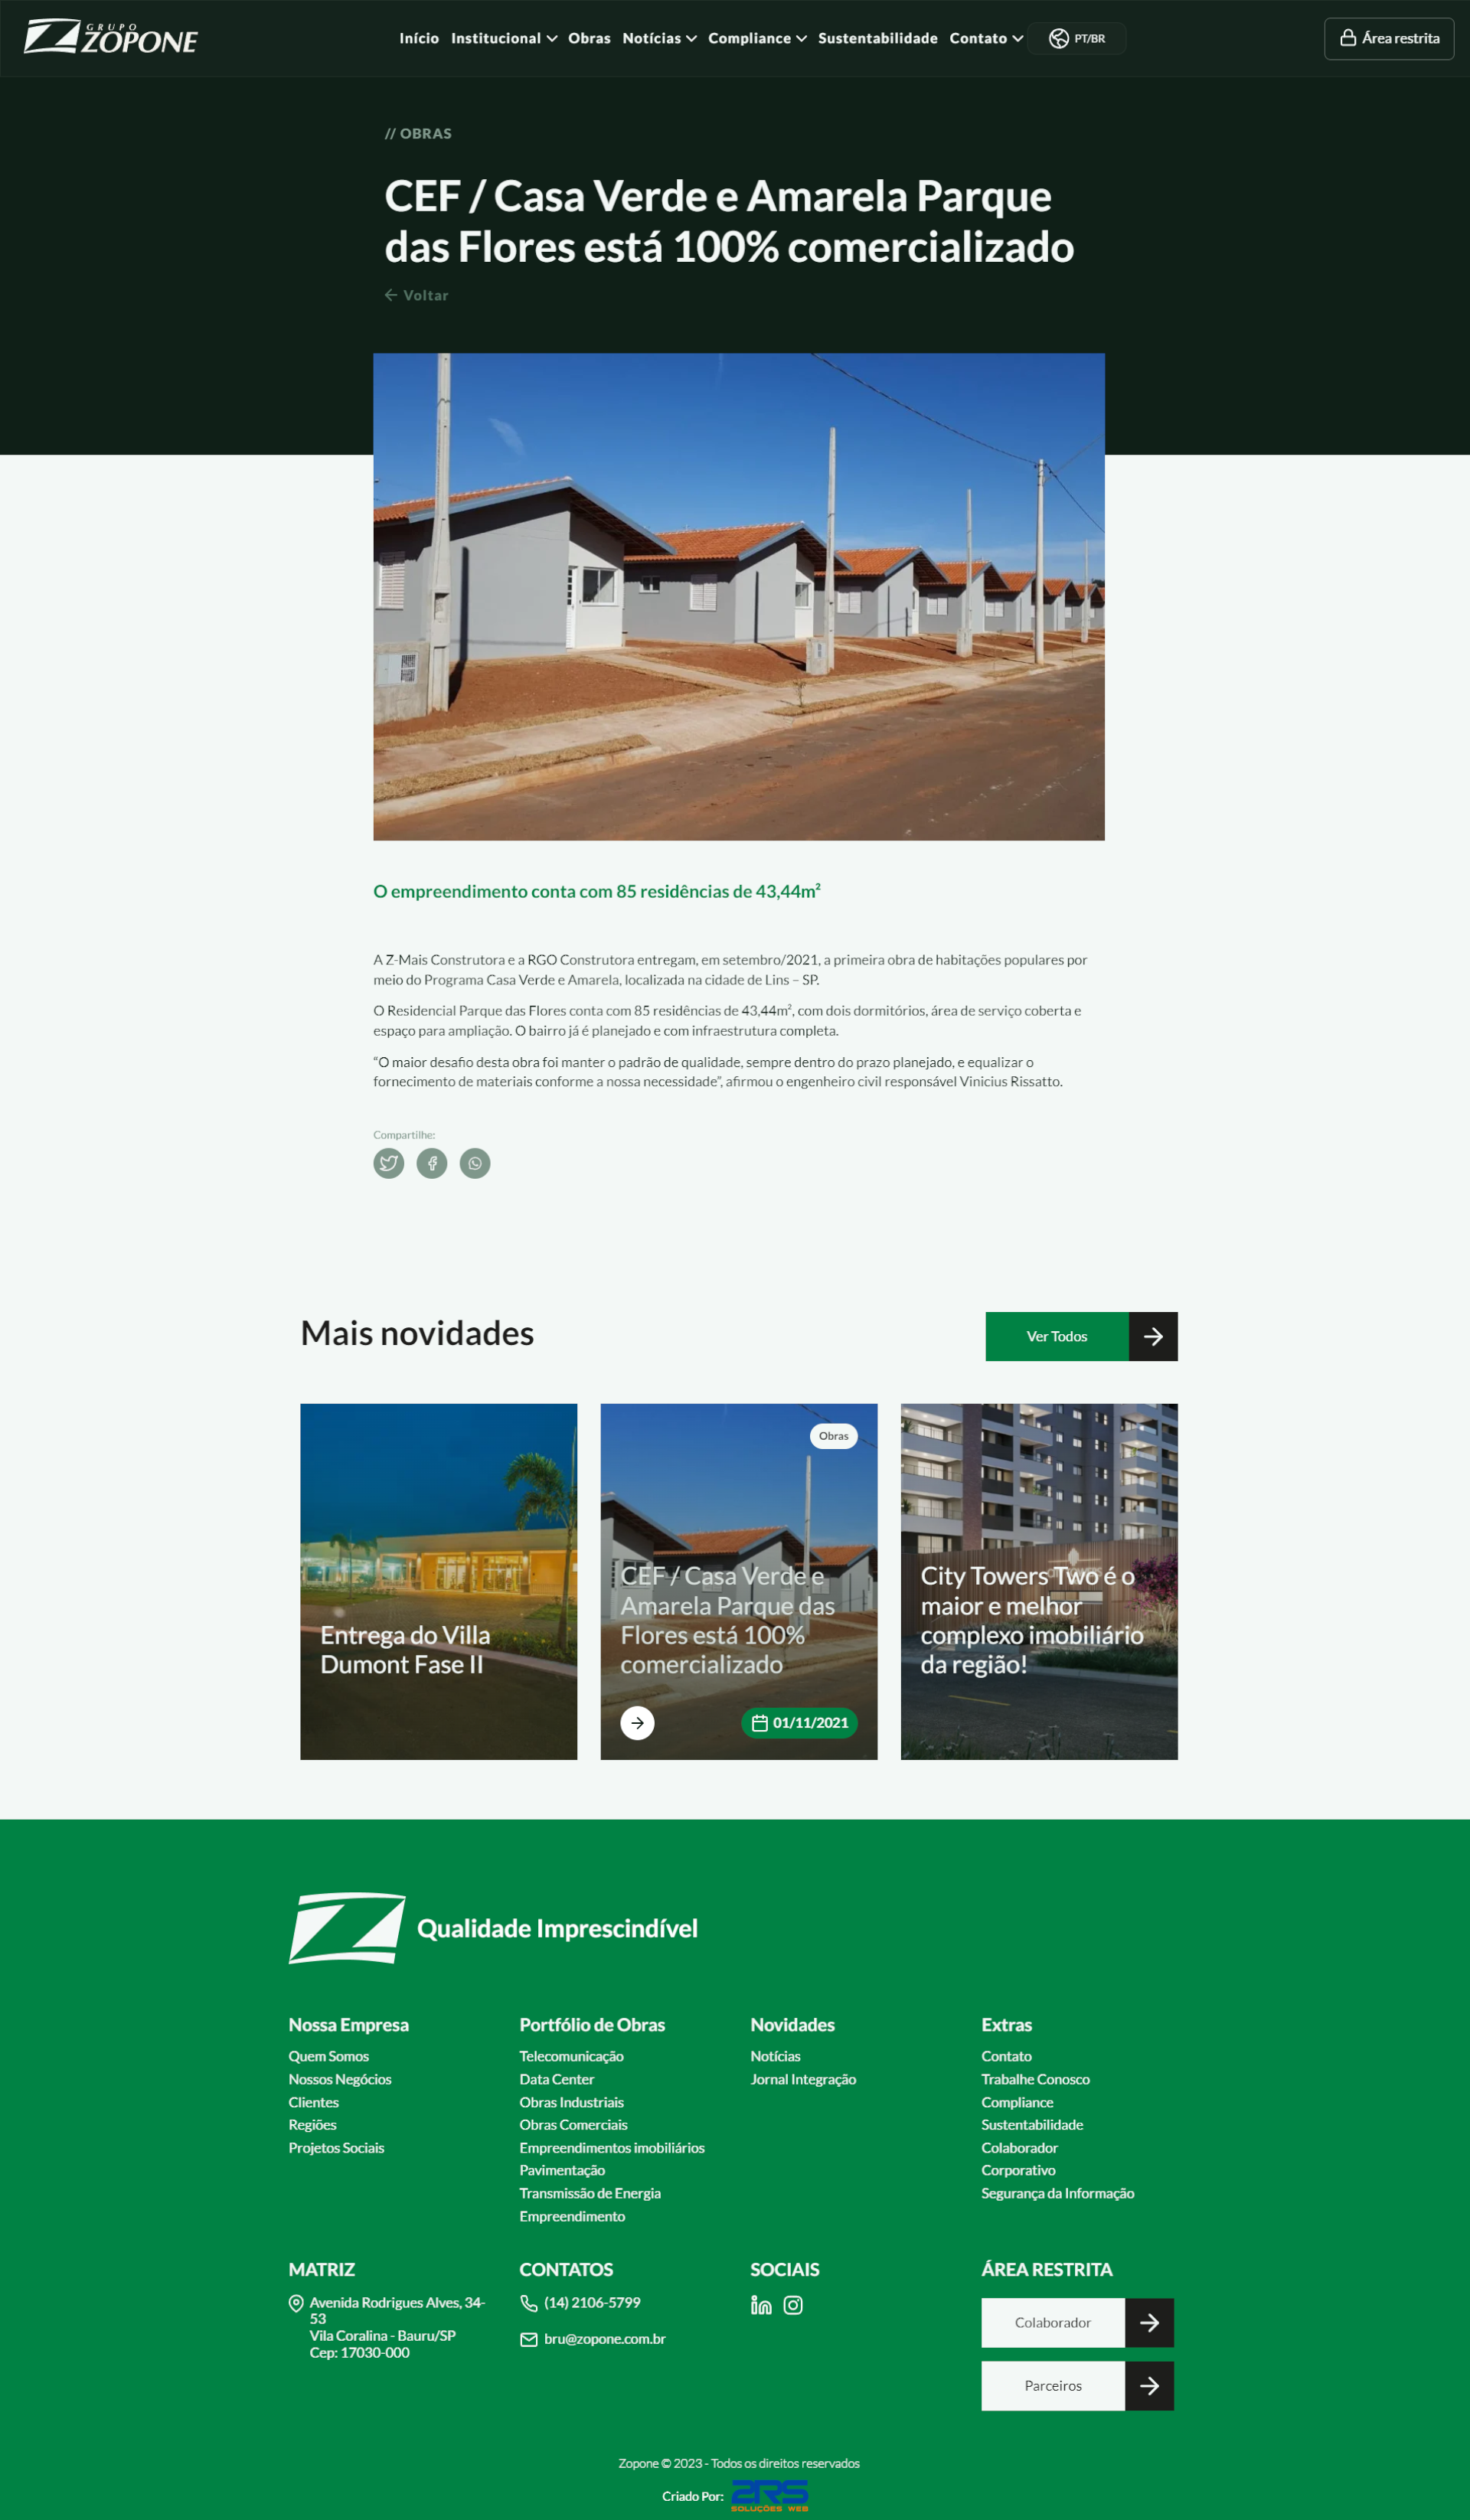 GRUPO
ZOPONE
Início
Institucional
Obras
Notícias
Compliance
Sustentabilidade
Contato
PT/BR
Área restrita
// OBRAS
CEF / Casa Verde e Amarela Parque
das Flores está 100% comercializado
Voltar
O empreendimento conta com 85 residências de 43,44m²
A Z-Mais Construtora e a RGO Construtora entregam, em setembro/2021, a primeira obra de habitações populares por
meio do Programa Casa Verde e Amarela, localizada na cidade de Lins – SP.
O Residencial Parque das Flores conta com 85 residências de 43,44m², com dois dormitórios, área de serviço coberta e
espaço para ampliação. O bairro já é planejado e com infraestrutura completa.
“O maior desafio desta obra foi manter o padrão de qualidade, sempre dentro do prazo planejado, e equalizar o
fornecimento de materiais conforme a nossa necessidade”, afirmou o engenheiro civil responsável Vinicius Rissatto.
Compartilhe:
Mais novidades
Ver Todos
Entrega do Villa
Dumont Fase II
Obras
CEF / Casa Verde e
Amarela Parque das
Flores está 100%
comercializado
01/11/2021
City Towers Two é o
maior e melhor
complexo imobiliário
da região!
Qualidade Imprescindível
Nossa Empresa
Quem Somos
Nossos Negócios
Clientes
Regiões
Projetos Sociais
Portfólio de Obras
Telecomunicação
Data Center
Obras Industriais
Obras Comerciais
Empreendimentos imobiliários
Pavimentação
Transmissão de Energia
Empreendimento
Novidades
Notícias
Jornal Integração
Extras
Contato
Trabalhe Conosco
Compliance
Sustentabilidade
Colaborador
Corporativo
Segurança da Informação
MATRIZ
Avenida Rodrigues Alves, 34-
53
Vila Coralina - Bauru/SP
Cep: 17030-000
CONTATOS
(14) 2106-5799
bru@zopone.com.br
SOCIAIS
ÁREA RESTRITA
Colaborador
Parceiros
Zopone © 2023 - Todos os direitos reservados
Criado Por:
2RS
SOLUÇÕES WEB